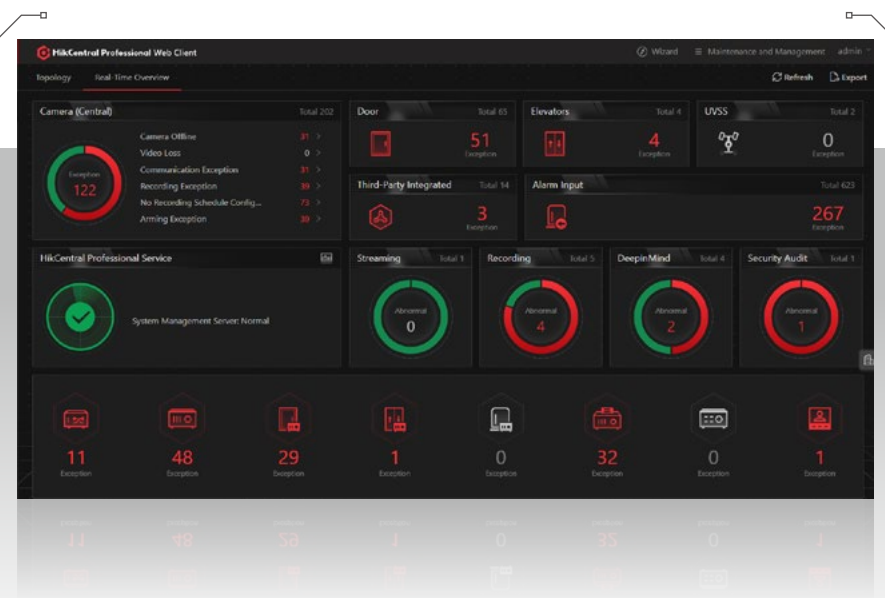 HikCentral Professional Web Client
Wizard
Maintenance and Management
admin
Topology
Real-Time Overview
Refresh
Export
Camera (Central)
Total 202
Exception
122
Camera Offline 31
Video Loss 0
Communication Exception 31
Recording Exception 39
No Recording Schedule Config... 73
Arming Exception 39
Door
Total 65
51
Exception
Elevators
Total 4
4
Exception
UVSS
Total 2
0
Exception
Third-Party Integrated
Total 14
3
Exception
Alarm Input
Total 623
267
Exception
HikCentral Professional Service
System Management Server: Normal
Streaming
Total 1
Abnormal
0
Recording
Total 5
Abnormal
4
DeepinMind
Total 4
Abnormal
2
Security Audit
Total 1
Abnormal
1
11
Exception
48
Exception
29
Exception
1
Exception
0
Exception
32
Exception
0
Exception
1
Exception